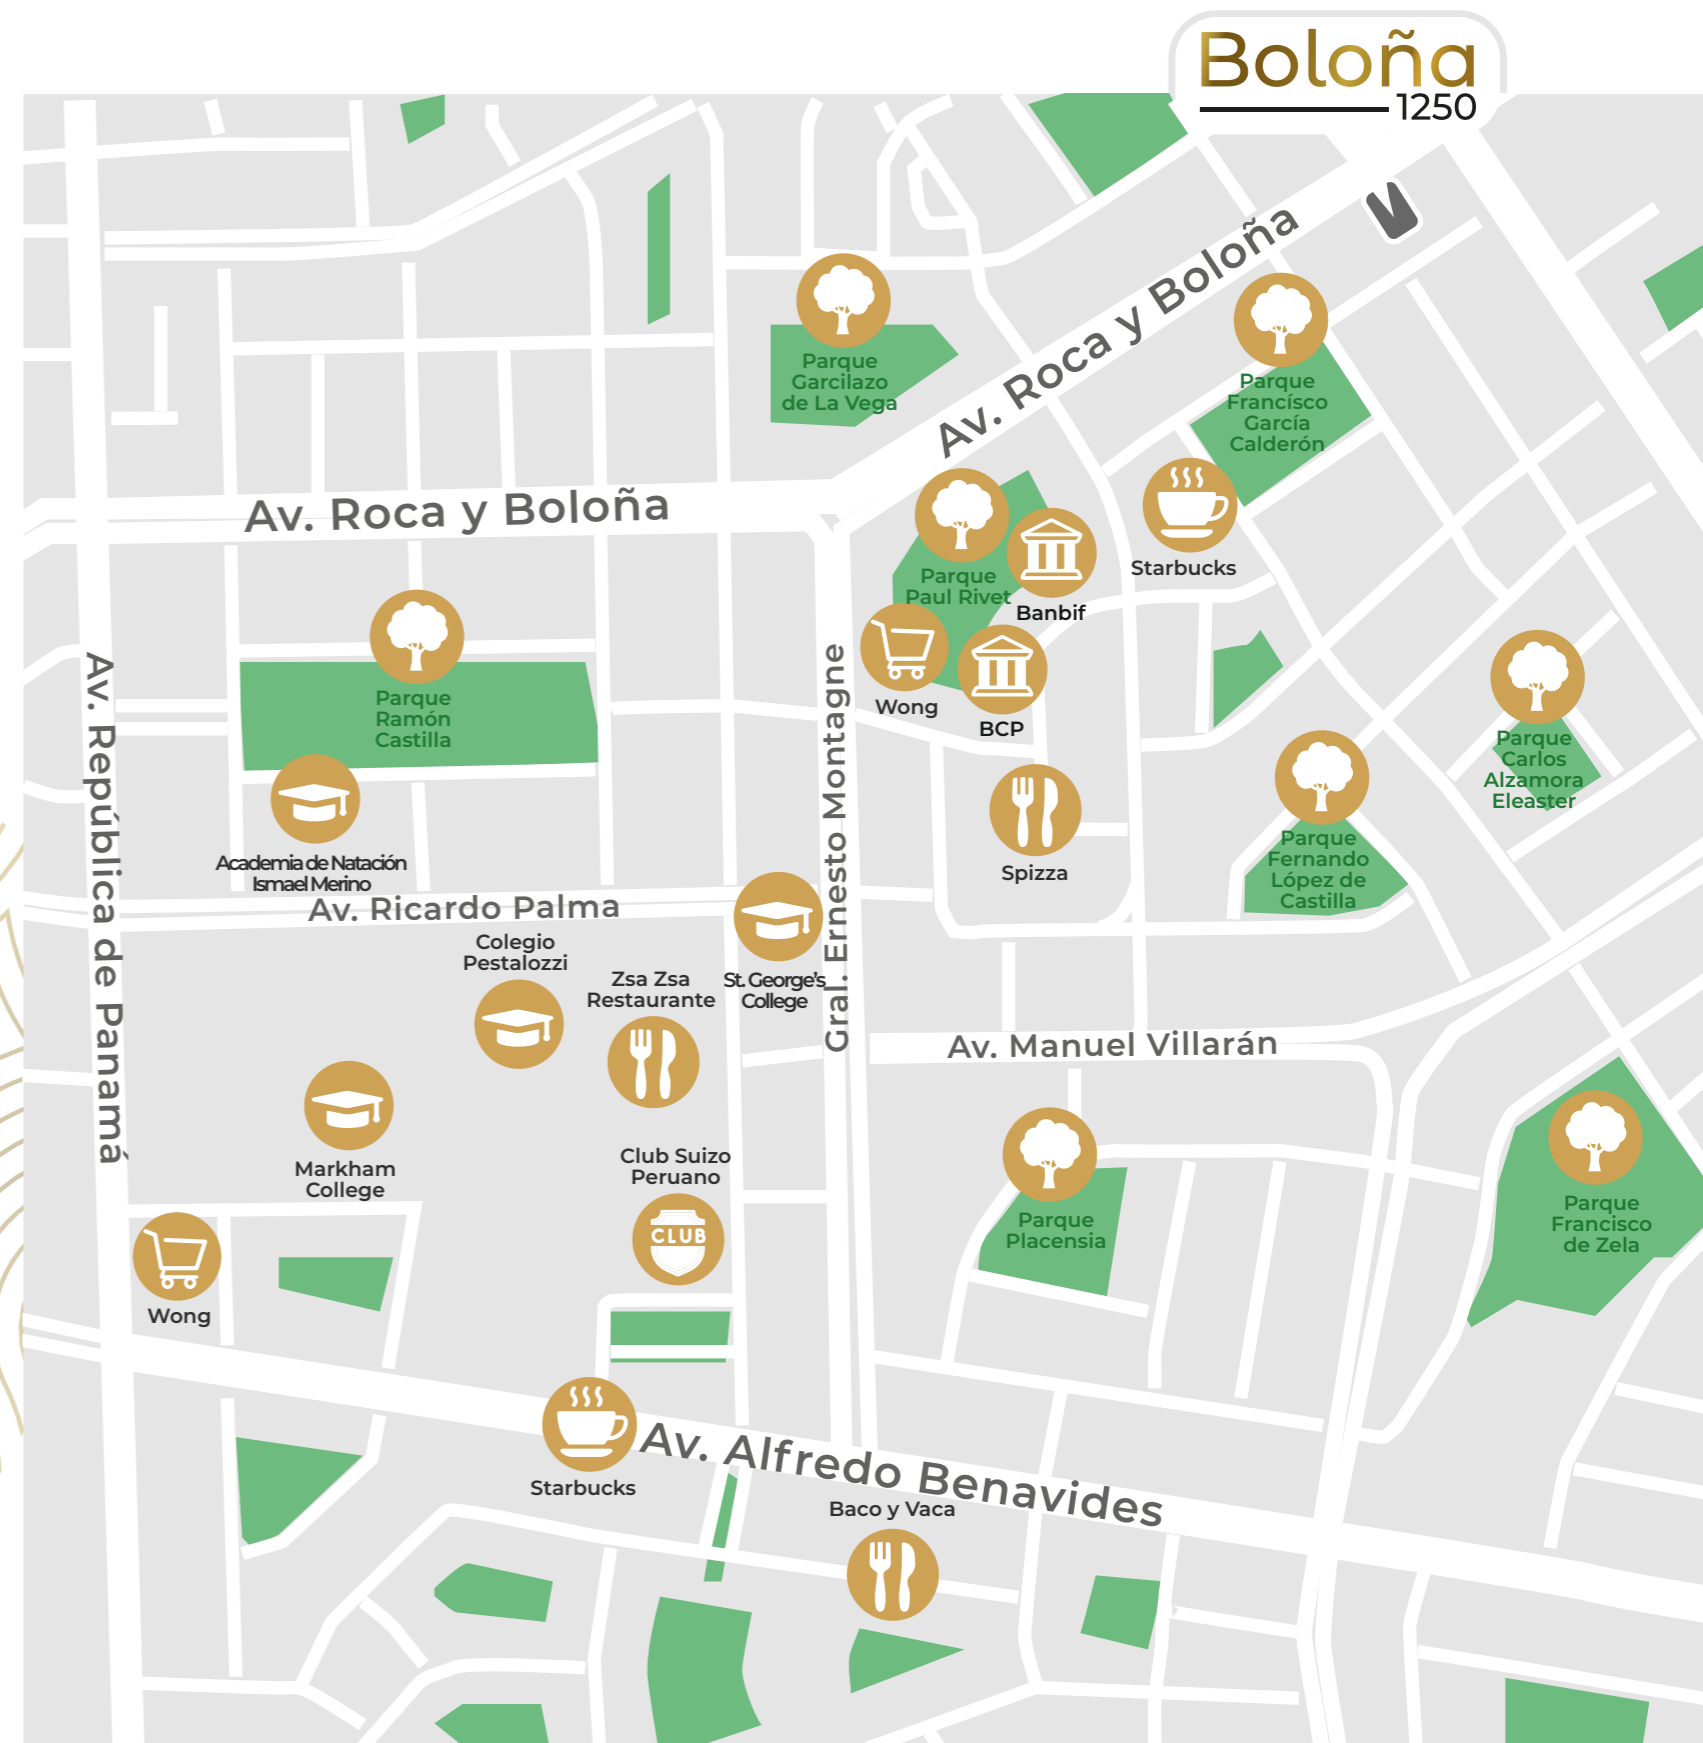 Boloña
1250
Av. Roca y Boloña
Parque
Garcilazo
de La Vega
Parque
Francísco
García
Calderón
Av. Roca y Boloña
Starbucks
Parque
Paul Rivet
Banbif
Wong
BCP
Parque
Ramón
Castilla
Parque
Carlos
Alzamora
Eleaster
Av. República de Panamá
Gral. Ernesto Montagne
Academia de Natación
Ismael Merino
Spizza
Parque
Fernando
López de
Castilla
Av. Ricardo Palma
Colegio
Pestalozzi
Zsa Zsa
Restaurante
St. George's
College
Av. Manuel Villarán
Markham
College
Club Suizo
Peruano
CLUB
Parque
Placensia
Parque
Francisco
de Zela
Wong
Starbucks
Av. Alfredo Benavides
Baco y Vaca